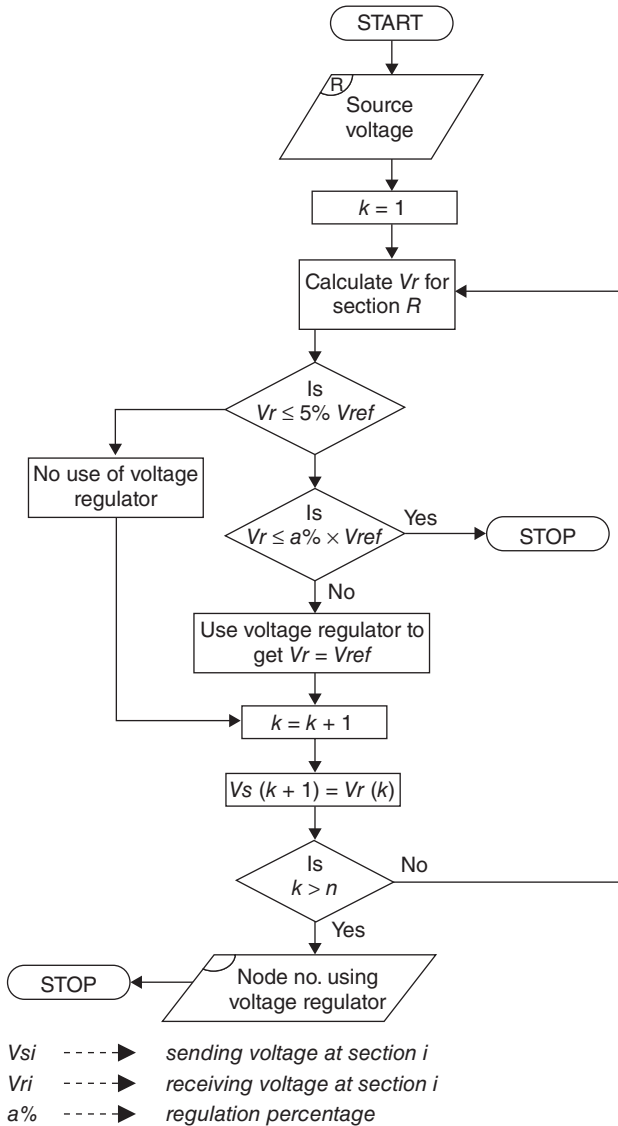 START
R
Source
voltage
k = 1
Calculate Vr for
section R
Is
Vr ≤ 5% Vref
No use of voltage
regulator
Is
Vr ≤ a% × Vref
Yes
STOP
No
Use voltage regulator to
get Vr = Vref
k = k + 1
Vs (k + 1) = Vr (k)
Is
k > n
No
Yes
Node no. using
voltage regulator
STOP
Vsi sending voltage at section i
Vri receiving voltage at section i
a% regulation percentage